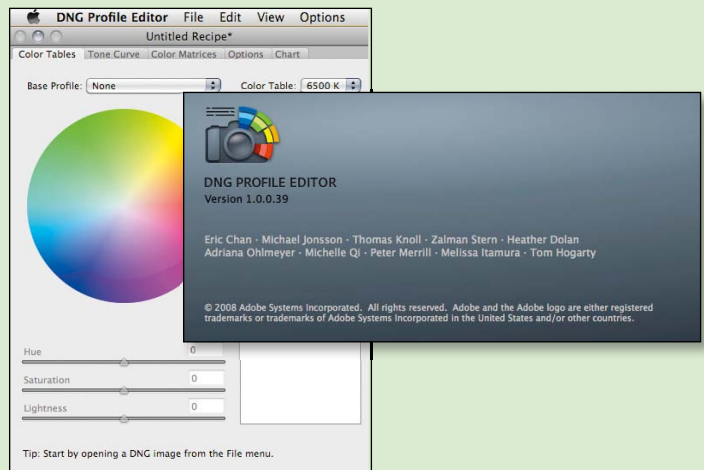 DNG Profile Editor File Edit View Options
Untitled Recipe*
Color Tables Tone Curve Color Matrices Options Chart
Base Profile: None Color Table: 6500 K
DNG PROFILE EDITOR
Version 1.0.0.39
Eric Chan · Michael Jonsson · Thomas Knoll · Zalman Stern · Heather Dolan
Adriana Ohlmeyer · Michelle Qi · Peter Merrill · Melissa Itamura · Tom Hogarty
© 2008 Adobe Systems Incorporated. All rights reserved. Adobe and the Adobe logo are either registered
trademarks or trademarks of Adobe Systems Incorporated in the United States and/or other countries.
Hue 0
Saturation 0
Lightness 0
Tip: Start by opening a DNG image from the File menu.